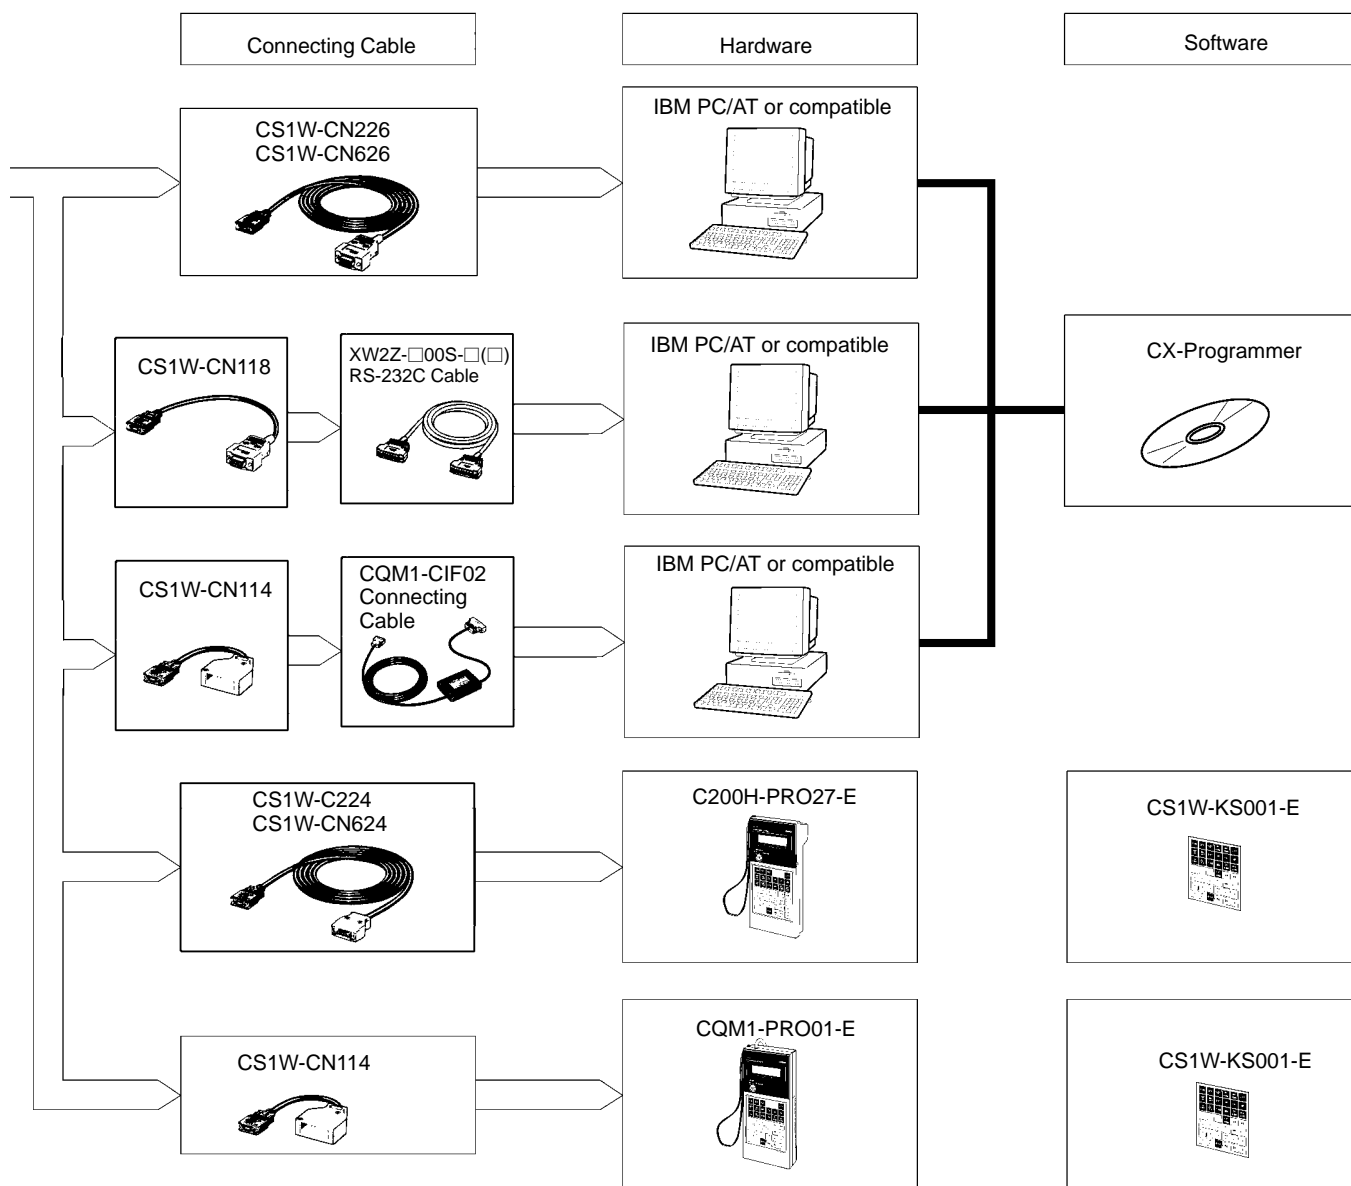 Connecting Cable
Hardware
Software
CS1W-CN226
CS1W-CN626
IBM PC/AT or compatible
CS1W-CN118
XW2Z-□00S-□(□)
RS-232C Cable
IBM PC/AT or compatible
CX-Programmer
CS1W-CN114
CQM1-CIF02
Connecting
Cable
IBM PC/AT or compatible
CS1W-C224
CS1W-CN624
C200H-PRO27-E
CS1W-KS001-E
CS1W-CN114
CQM1-PRO01-E
CS1W-KS001-E